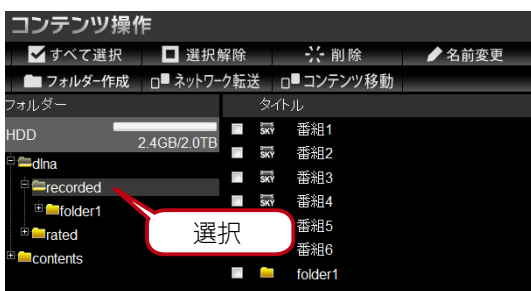 コンテンツ操作
すべて選択 選択解除 削除 名前変更
フォルダー作成 ネットワーク転送 コンテンツ移動
フォルダー タイトル
HDD 2.4GB/2.0TB
dlna
recorded
folder1
rated
contents
選択
SKY 番組1
SKY 番組2
SKY 番組3
SKY 番組4
番組5
番組6
folder1